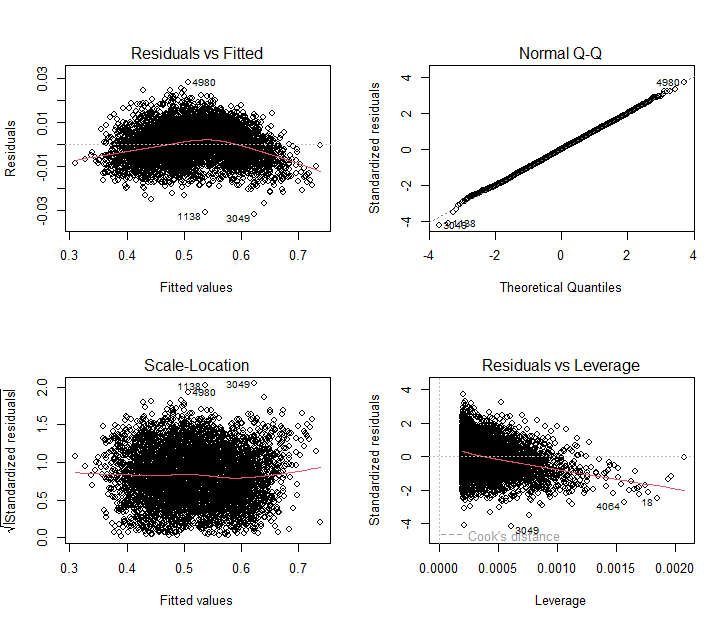 Residuals vs Fitted
Residuals
0.03
0.01
-0.01
-0.03
4980
1138
3049
0.3 0.4 0.5 0.6 0.7
Fitted values
Normal Q-Q
Standardized residuals
4
2
0
-2
-4
4980
1138
3049
-4 -2 0 2 4
Theoretical Quantiles
Scale-Location
√|Standardized residuals|
2.0
1.5
1.0
0.5
0.0
1138
4980
3049
0.3 0.4 0.5 0.6 0.7
Fitted values
Residuals vs Leverage
Standardized residuals
4
2
0
-2
-4
4064
18
3049
Cook's distance
0.0000 0.0005 0.0010 0.0015 0.0020
Leverage